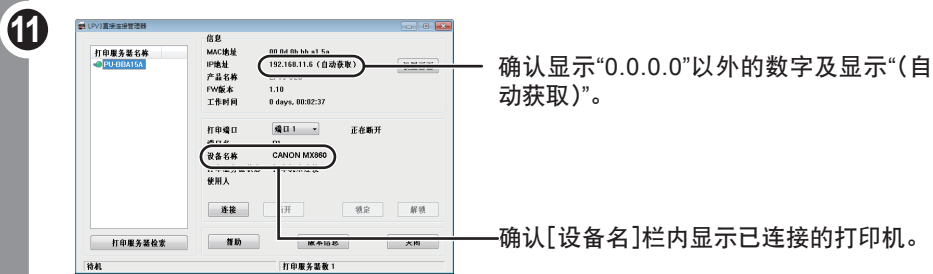 11
LPV3直接连接管理器
打印服务器名称
PU-BBA15A
信息
MAC地址 00 0d 0b bb a1 5a
IP地址 192.168.11.6（自动获取）
产品名称
FW版本 1.10
工作时间 0 days, 00:02:37
打印端口 端口 1 正在断开
设备名称 CANON MX860
使用人
连接 断开 锁定 解锁
打印服务器检索 帮助 版本信息 关闭
待机 打印服务器数 1
确认显示“0.0.0.0”以外的数字及显示“（自
动获取）”。
确认[设备名]栏内显示已连接的打印机。